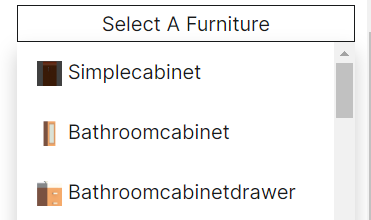 Select A Furniture
Simplecabinet
Bathroomcabinet
Bathroomcabinetdrawer